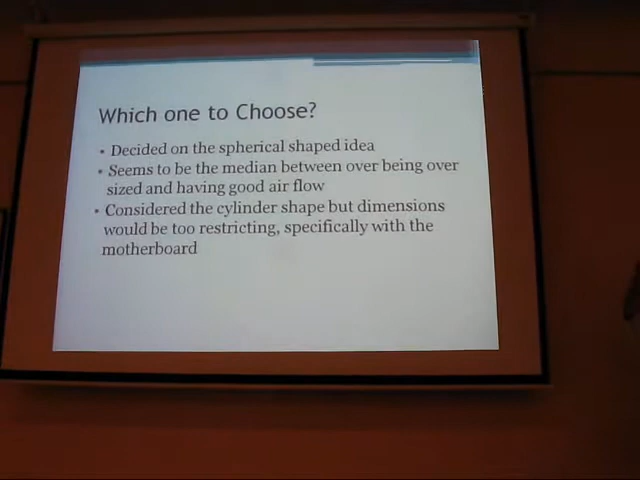 Which one to Choose?
• Decided on the spherical shaped idea
• Seems to be the median between over being over
sized and having good air flow
• Considered the cylinder shape but dimensions
would be too restricting, specifically with the
motherboard